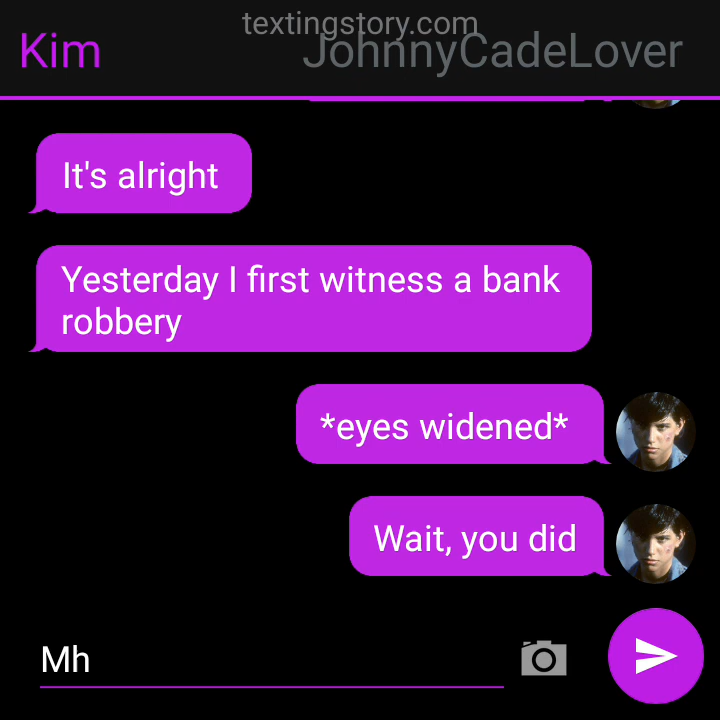 textingstory.com
Kim
JohnnyCadeLover
It's alright
Yesterday I first witness a bank
robbery
*eyes widened*
Wait, you did
Mh